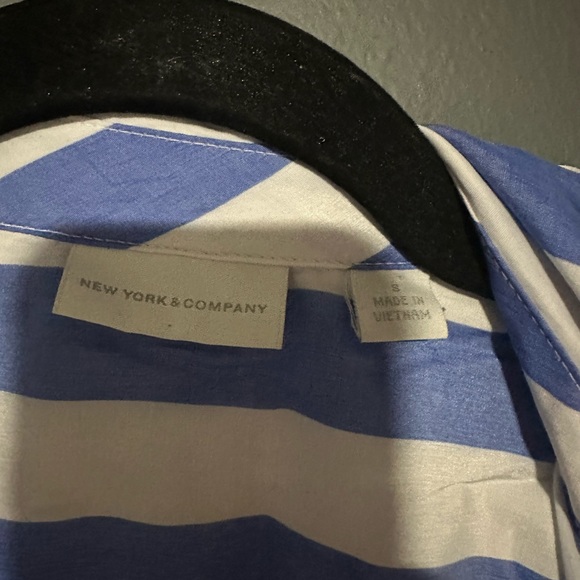 NEW YORK & COMPANY
S
MADE IN
VIETNAM